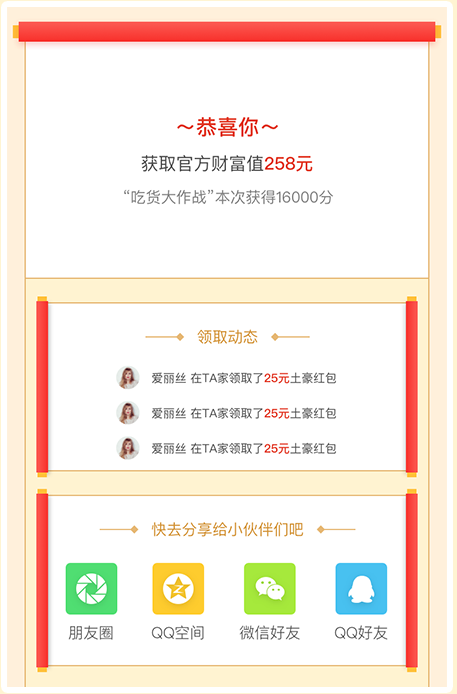 ～恭喜你～
获取官方财富值258元
“吃货大作战”本次获得16000分
领取动态
爱丽丝 在TA家领取了25元土豪红包
爱丽丝 在TA家领取了25元土豪红包
爱丽丝 在TA家领取了25元土豪红包
快去分享给小伙伴们吧
朋友圈 QQ空间 微信好友 QQ好友